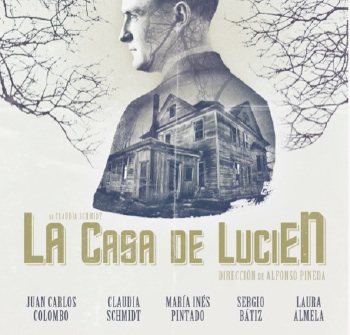 DE CLAUDIA SCHMIDT
LA CASA DE LUCIEN
DIRECCIÓN DE ALFONSO PINEDA
JUAN CARLOS COLOMBO
CLAUDIA SCHMIDT
MARÍA INÉS PINTADO
SERGIO BÁTIZ
LAURA ALMELA